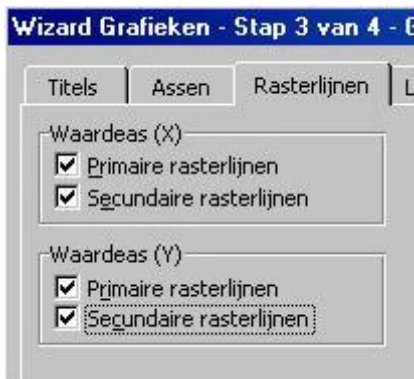 Wizard Grafieken - Stap 3 van 4 -
Titels Assen Rasterlijnen
Waardeas (X)
Primaire rasterlijnen
Secundaire rasterlijnen
Waardeas (Y)
Primaire rasterlijnen
Secundaire rasterlijnen